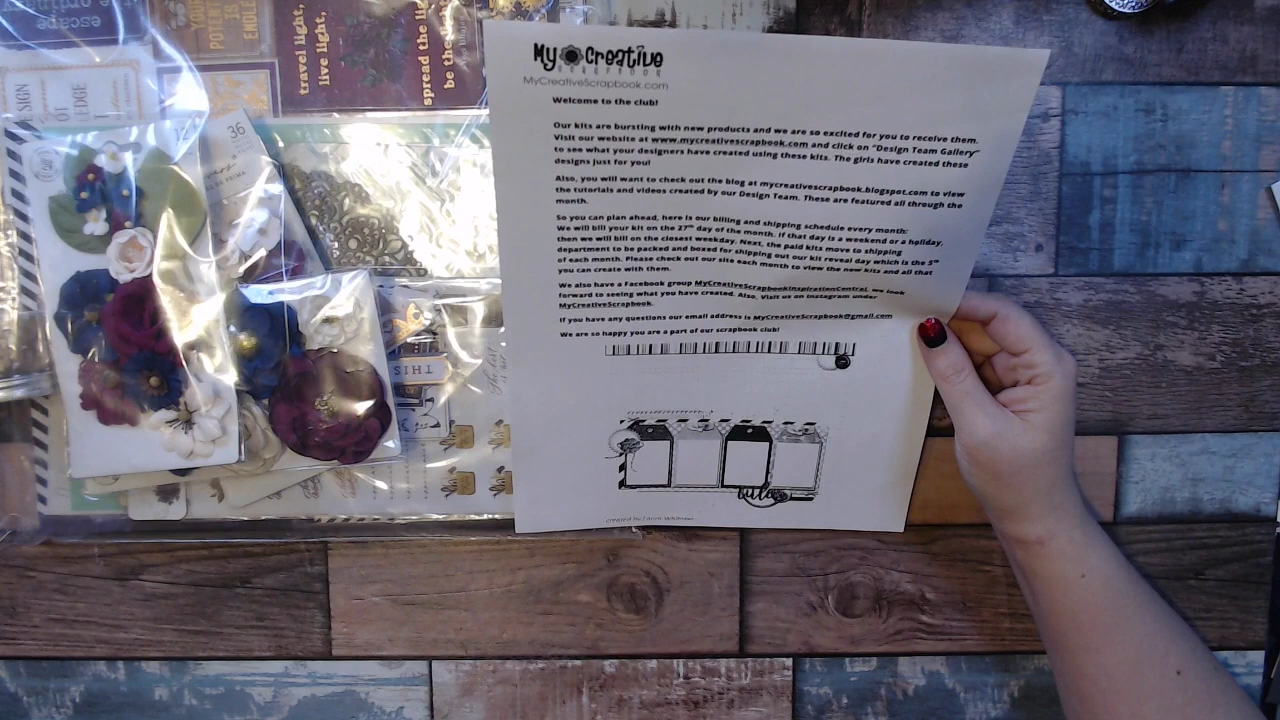 escape
YOUR
POTENTIAL
IS
ENDLE
travel light,
live light,
spread the lig
be the
36
PRIMA
THIS
My Creative
SCRAPBOOK
MyCreativeScrapbook.com
Welcome to the club!
Our kits are bursting with new products and we are so excited for you to receive them.
Visit our website at www.mycreativescrapbook.com and click on "Design Team Gallery"
to see what your designers have created using these kits. The girls have created these
designs just for you!
Also, you will want to check out the blog at mycreativescrapbook.blogspot.com to view
the tutorials and videos created by our Design Team. These are featured all through the
month.
So you can plan ahead, here is our billing and shipping schedule every month:
We will bill your kit on the 27th day of the month. If that day is a weekend or a holiday,
then we will bill on the closest weekday. Next, the paid kits move to shipping
department to be packed and boxed for shipping out our kit reveal day which is the 5th
of each month. Please check out our site each month to view the new kits and all that
you can create with them.
We also have a Facebook group MyCreativeScrapbookInspirationCentral, we look
forward to seeing what you have created. Also, Visit us on Instagram under
MyCreativeScrapbook.
If you have any questions our email address is MyCreativeScrapbook@gmail.com
We are so happy you are a part of our scrapbook club!
title